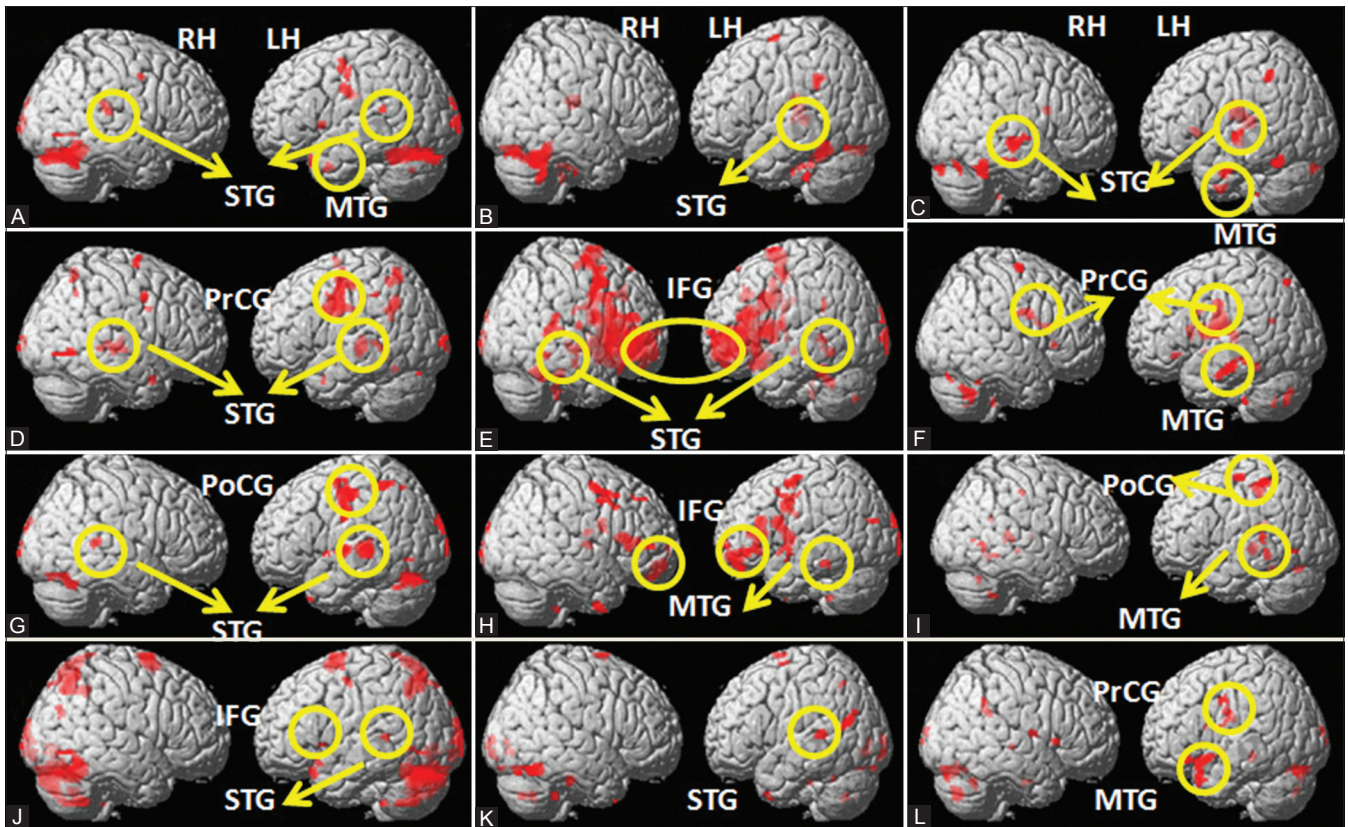 RH LH
STG
MTG
A
RH LH
STG
B
RH LH
STG
MTG
C
PrCG
STG
D
IFG
STG
E
PrCG
MTG
F
PoCG
STG
G
IFG
MTG
H
PoCG
MTG
I
IFG
STG
J
STG
K
PrCG
MTG
L